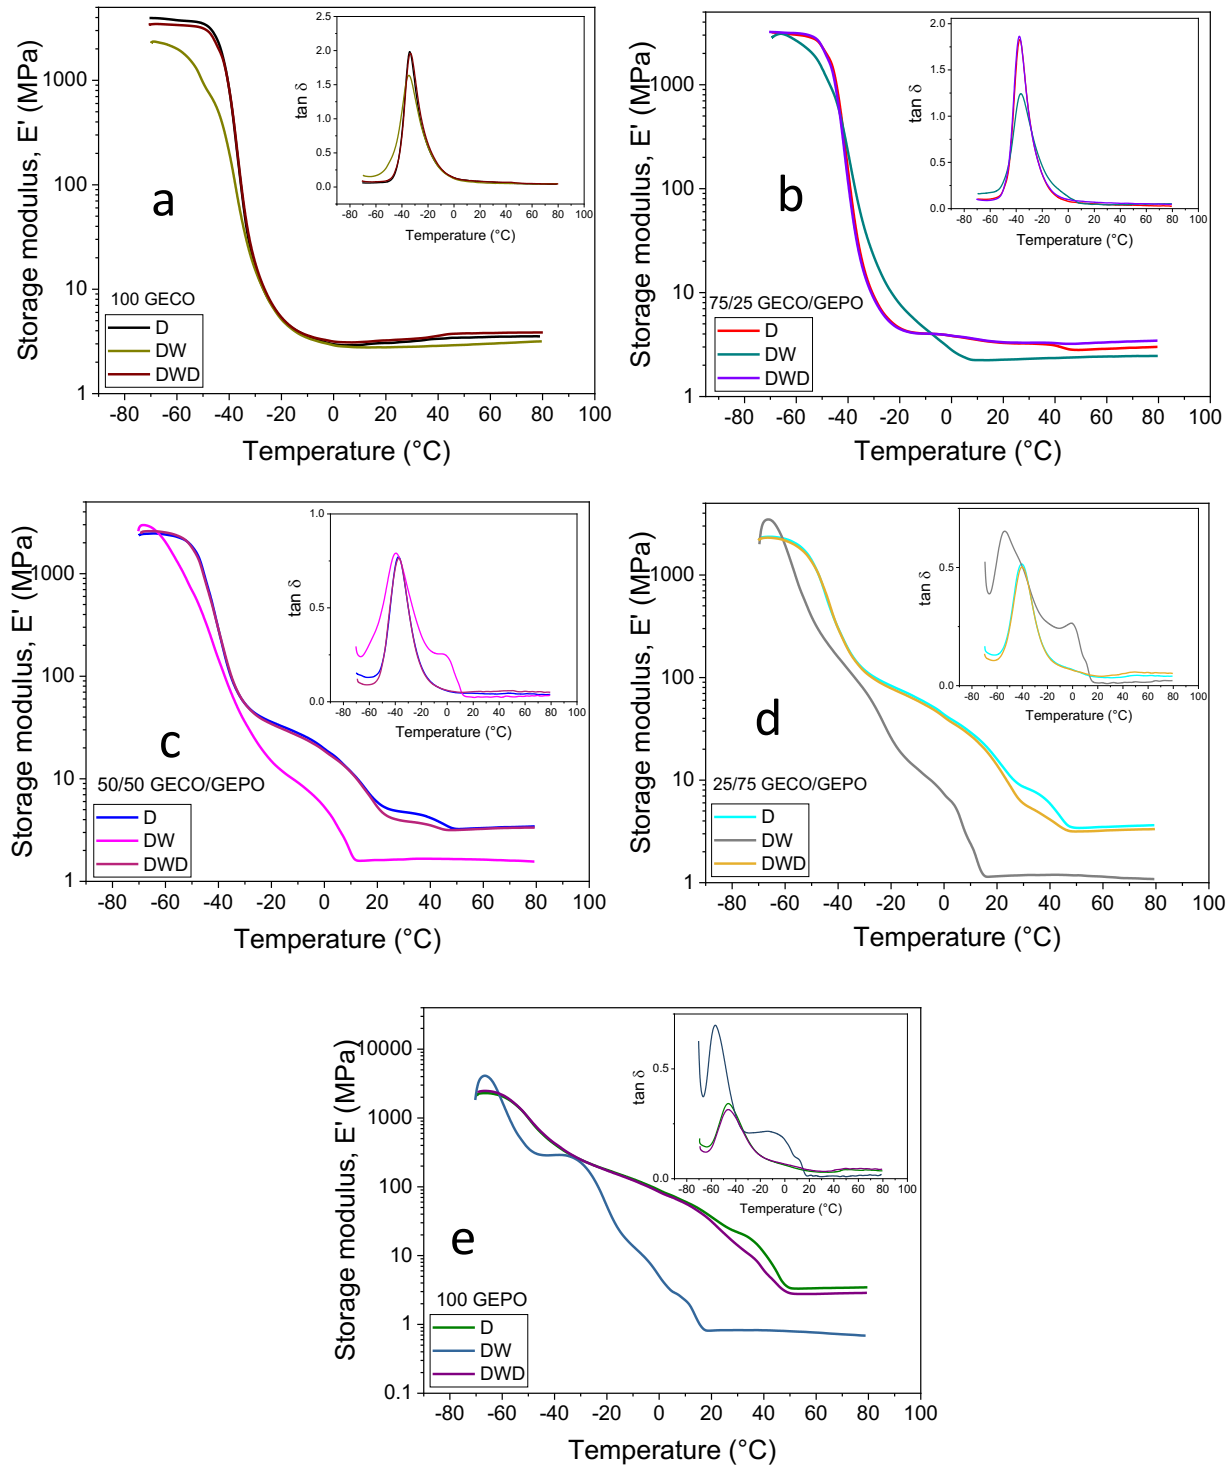 Storage modulus, E' (MPa)
1000
100
10
1
-80 -60 -40 -20 0 20 40 60 80 100
Temperature (°C)
a
100 GECO
D
DW
DWD
tan δ
2.5
2.0
1.5
1.0
0.5
0.0
-80 -60 -40 -20 0 20 40 60 80 100
Temperature (°C)
Storage modulus, E' (MPa)
1000
100
10
1
-80 -60 -40 -20 0 20 40 60 80 100
Temperature (°C)
b
75/25 GECO/GEPO
D
DW
DWD
tan δ
2.0
1.5
1.0
0.5
0.0
-80 -60 -40 -20 0 20 40 60 80 100
Temperature (°C)
Storage modulus, E' (MPa)
1000
100
10
1
-80 -60 -40 -20 0 20 40 60 80 100
Temperature (°C)
c
50/50 GECO/GEPO
D
DW
DWD
tan δ
1.0
0.5
0.0
-80 -60 -40 -20 0 20 40 60 80 100
Temperature (°C)
Storage modulus, E' (MPa)
1000
100
10
1
-80 -60 -40 -20 0 20 40 60 80 100
Temperature (°C)
d
25/75 GECO/GEPO
D
DW
DWD
tan δ
0.5
0.0
-80 -60 -40 -20 0 20 40 60 80 100
Temperature (°C)
Storage modulus, E' (MPa)
10000
1000
100
10
1
0.1
-80 -60 -40 -20 0 20 40 60 80 100
Temperature (°C)
e
100 GEPO
D
DW
DWD
tan δ
0.5
0.0
-80 -60 -40 -20 0 20 40 60 80 100
Temperature (°C)